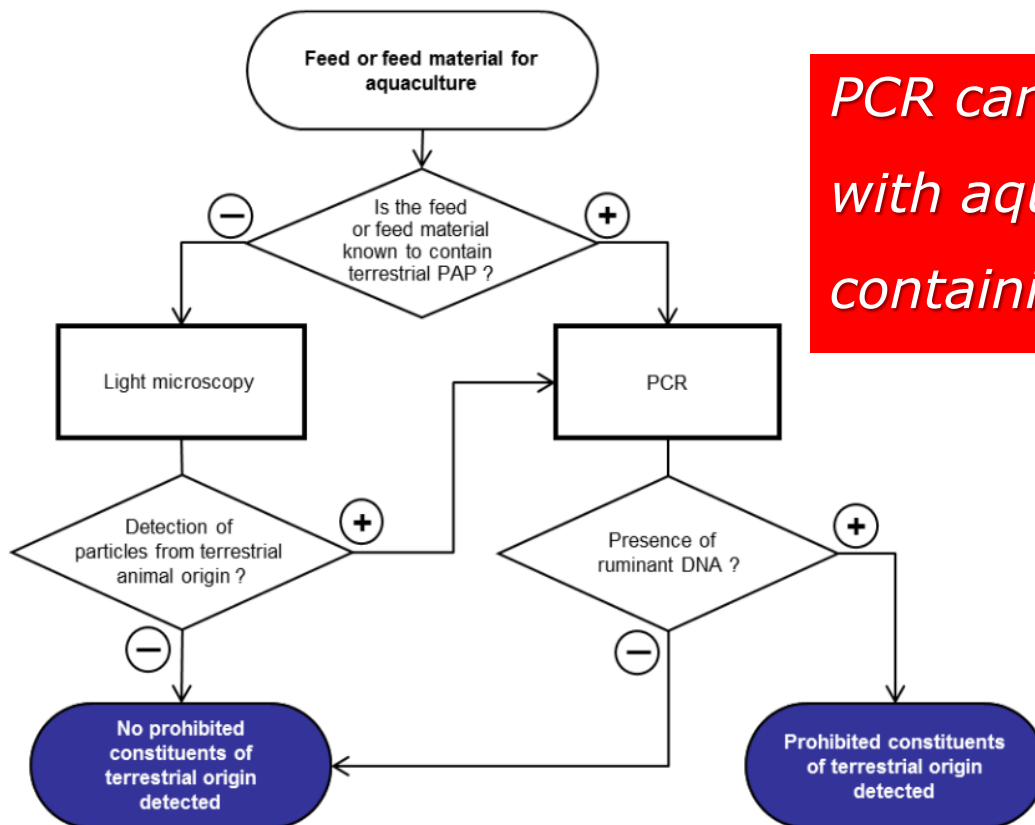 Feed or feed material for
aquaculture
PCR can
with aqu
containi
Is the feed
or feed material
known to contain
terrestrial PAP ?
−
+
Light microscopy
PCR
Detection of
particles from terrestrial
animal origin ?
+
−
Presence of
ruminant DNA ?
+
−
No prohibited
constituents of
terrestrial origin
detected
Prohibited constituents
of terrestrial origin
detected